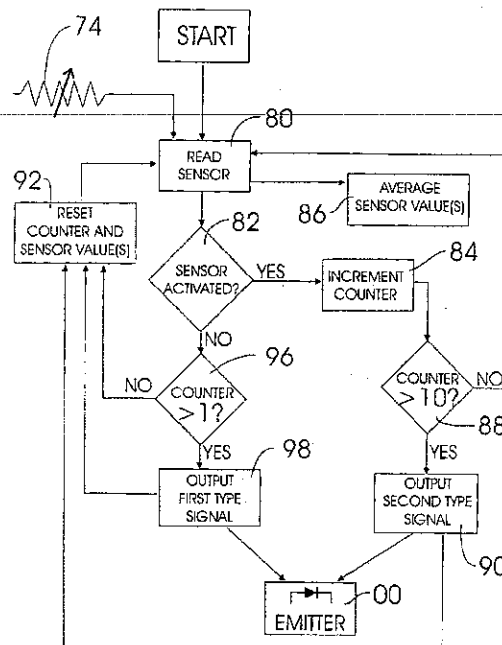 74
START
80
READ
SENSOR
92
RESET
COUNTER AND
SENSOR VALUE(S)
86
AVERAGE
SENSOR VALUE(S)
82
SENSOR
ACTIVATED?
YES
84
INCREMENT
COUNTER
NO
96
NO
COUNTER
>1?
COUNTER
>10?
NO
88
YES
98
OUTPUT
FIRST TYPE
SIGNAL
YES
OUTPUT
SECOND TYPE
SIGNAL
90
00
EMITTER